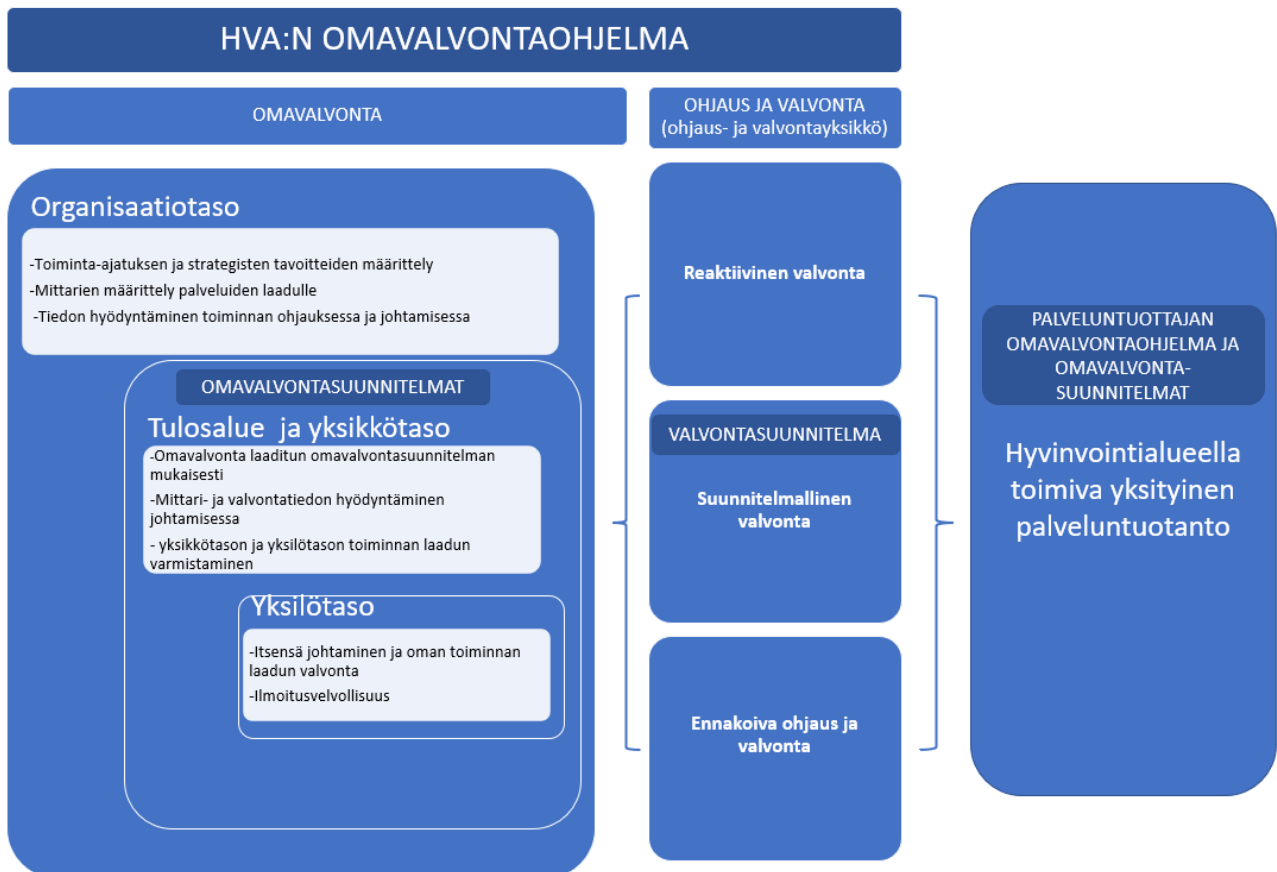 HVA:N OMAVALVONTAOHJELMA
OMAVALVONTA
OHJAUS JA VALVONTA
(ohjaus- ja valvontayksikkö)
Organisaatiotaso
-Toiminta-ajatuksen ja strategisten tavoitteiden määrittely
-Mittarien määrittely palveluiden laadulle
-Tiedon hyödyntäminen toiminnan ohjauksessa ja johtamisessa
OMAVALVONTASUUNNITELMAT
Tulosalue ja yksikkötaso
-Omavalvonta laaditun omavalvontasuunnitelman
mukaisesti
-Mittari- ja valvontatiedon hyödyntäminen
johtamisessa
- yksikkötason ja yksilötason toiminnan laadun
varmistaminen
Yksilötaso
-Itsensä johtaminen ja oman toiminnan
laadun valvonta
-Ilmoitusvelvollisuus
Reaktiivinen valvonta
VALVONTASUUNNITELMA
Suunnitelmallinen
valvonta
Ennakoiva ohjaus ja
valvonta
PALVELUNTUOTTAJAN
OMAVALVONTAOHJELMA JA
OMAVALVONTA-
SUUNNITELMAT
Hyvinvointialueella
toimiva yksityinen
palveluntuotanto